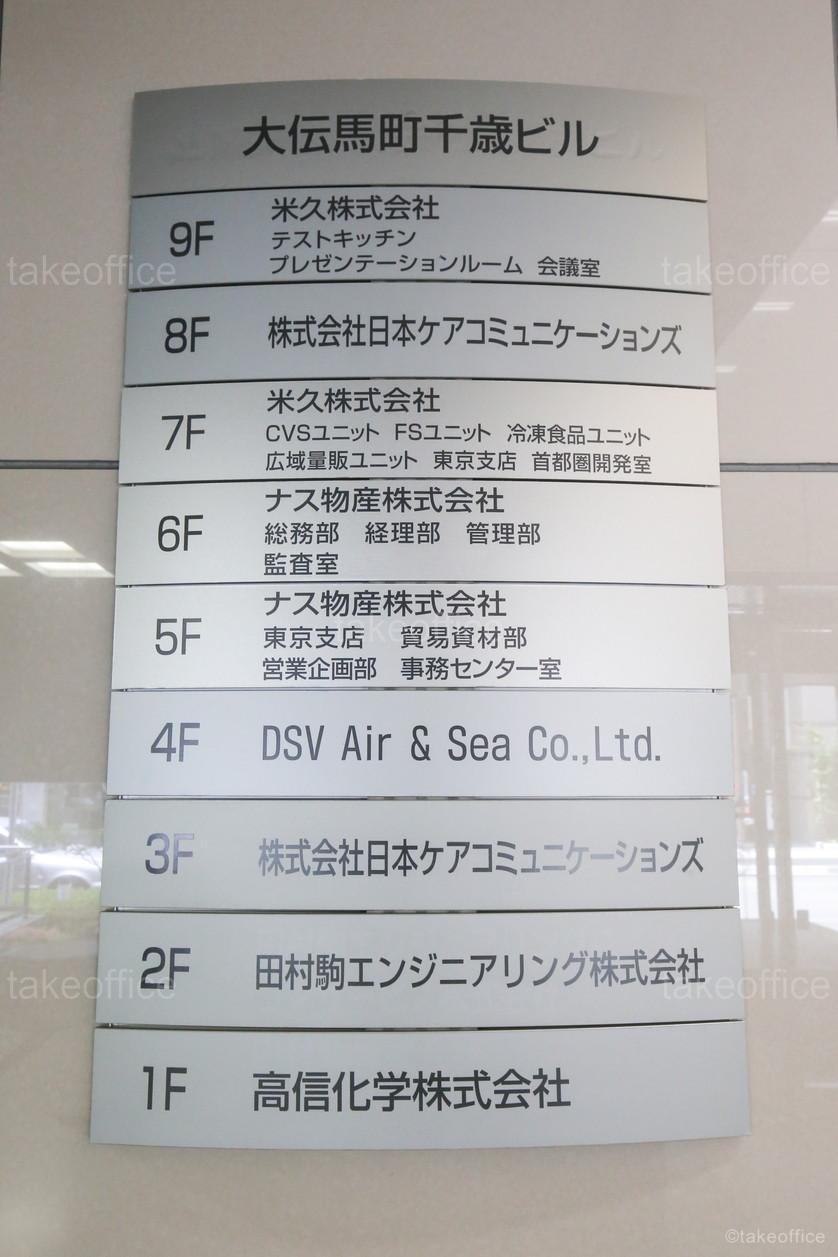 大伝馬町千歳ビル
9F 米久株式会社
テストキッチン
プレゼンテーションルーム 会議室
8F 株式会社日本ケアコミュニケーションズ
7F 米久株式会社
CVSユニット FSユニット 冷凍食品ユニット
広域量販ユニット 東京支店 首都圏開発室
6F ナス物産株式会社
総務部 経理部 管理部
監査室
5F ナス物産株式会社
東京支店 貿易資材部
営業企画部 事務センター室
4F DSV Air & Sea Co.,Ltd.
3F 株式会社日本ケアコミュニケーションズ
2F 田村駒エンジニアリング株式会社
1F 高信化学株式会社
takeoffice
takeoffice
takeoffice
takeoffice
takeoffice
©takeoffice